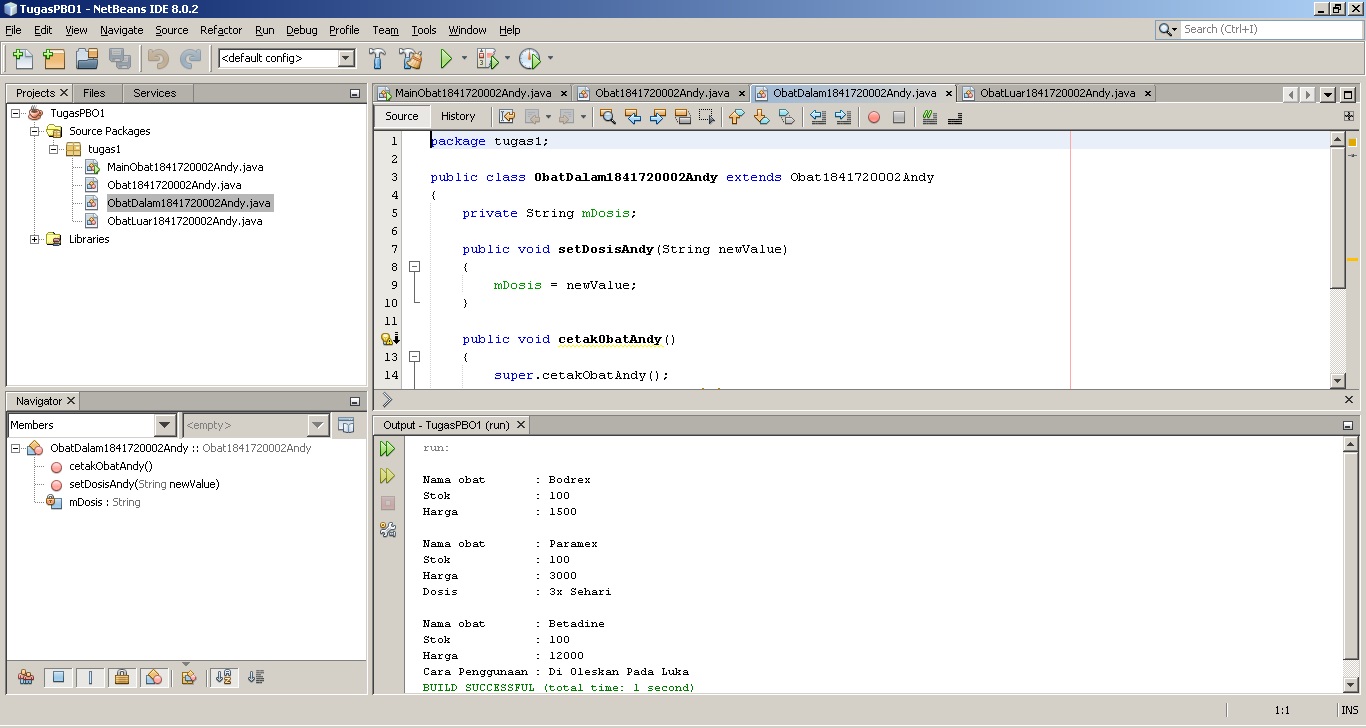 TugasPBO1 - NetBeans IDE 8.0.2
File Edit View Navigate Source Refactor Run Debug Profile Team Tools Window Help
Search (Ctrl+I)
<default config>
Projects Files Services
TugasPBO1
Source Packages
tugas1
MainObat1841720002Andy.java
Obat1841720002Andy.java
ObatDalam1841720002Andy.java
ObatLuar1841720002Andy.java
Libraries
Navigator
Members <empty>
ObatDalam1841720002Andy :: Obat1841720002Andy
cetakObatAndy()
setDosisAndy(String newValue)
mDosis : String
MainObat1841720002Andy.java Obat1841720002Andy.java ObatDalam1841720002Andy.java ObatLuar1841720002Andy.java
Source History
1 package tugas1;
2
3 public class ObatDalam1841720002Andy extends Obat1841720002Andy
4 {
5 private String mDosis;
6
7 public void setDosisAndy(String newValue)
8 {
9 mDosis = newValue;
10 }
11
public void cetakObatAndy()
13 {
14 super.cetakObatAndy();
Output - TugasPBO1 (run)
run:
Nama obat : Bodrex
Stok : 100
Harga : 1500
Nama obat : Paramex
Stok : 100
Harga : 3000
Dosis : 3x Sehari
Nama obat : Betadine
Stok : 100
Harga : 12000
Cara Penggunaan : Di Oleskan Pada Luka
BUILD SUCCESSFUL (total time: 1 second)
1:1 INS